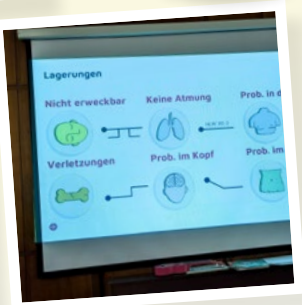 Lagerungen
Nicht erweckbar
Keine Atmung
Prob. in d
Verletzungen
Prob. im Kopf
Prob. im